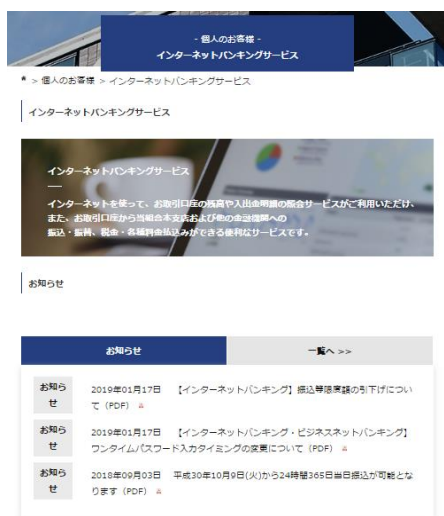 - 個人のお客様 -
インターネットバンキングサービス
* > 個人のお客様 > インターネットバンキングサービス
インターネットバンキングサービス
インターネットバンキングサービス
インターネットを使って、お取引口座の残高や入出金明細の照会サービスがご利用いただけ、
また、お取引口座から当組合本支店および他の金融機関への
振込・振替、税金・各種料金払込みができる便利なサービスです。
お知らせ
お知らせ 一覧へ >>
お知ら 2019年01月17日 【インターネットバンキング】振込等限度額の引下げについ
せ て (PDF)
お知ら 2019年01月17日 【インターネットバンキング・ビジネスネットバンキング】
せ ワンタイムパスワード入力タイミングの変更について (PDF)
お知ら 2018年09月03日 平成30年10月9日(火)から24時間365日当日振込が可能とな
せ ります (PDF)